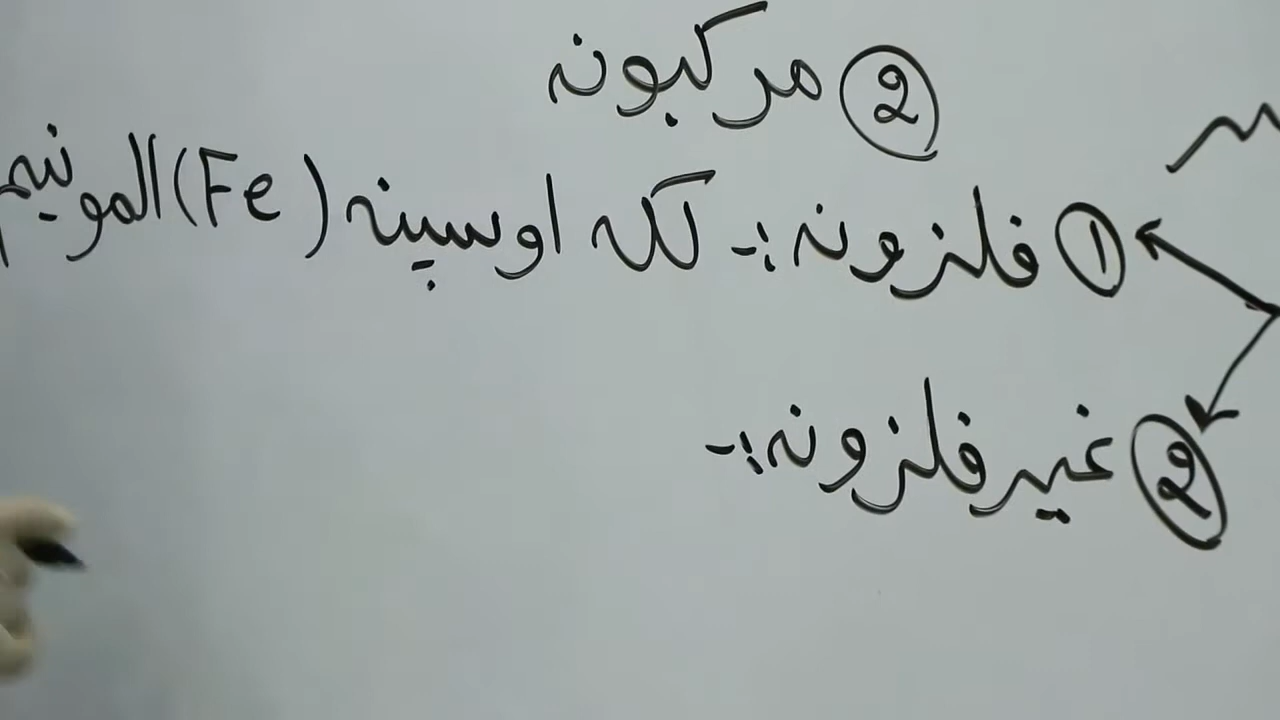 ② مرکبونه
① فلزونه:- لکه اوسپنه (Fe) المونیم
② غیرفلزونه:-